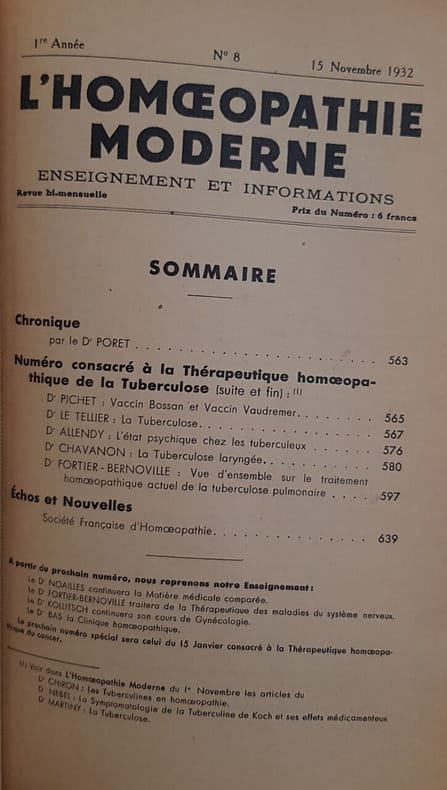 1re Année
N° 8
15 Novembre 1932
L'HOMŒOPATHIE
MODERNE
ENSEIGNEMENT ET INFORMATIONS
Revue bi-mensuelle
Prix du Numéro : 6 francs
SOMMAIRE
Chronique
par le Dr PORET . . . . . . . . . . . . . . . . . . . . 563
Numéro consacré à la Thérapeutique homœopa-
thique de la Tuberculose (suite et fin) : (1)
Dr PICHET : Vaccin Bossan et Vaccin Vaudremer. . . . . . . 565
Dr LE TELLIER : La Tuberculose. . . . . . . . . . . . . . . 567
Dr ALLENDY : L'état psychique chez les tuberculeux . . . . . 576
Dr CHAVANON : La Tuberculose laryngée. . . . . . . . . . . 580
Dr FORTIER - BERNOVILLE : Vue d'ensemble sur le traitement
homœopathique actuel de la tuberculose pulmonaire . . . . 597
Échos et Nouvelles
Société Française d'Homœopathie. . . . . . . . . . . . . . . 639
A partir du prochain numéro, nous reprenons notre Enseignement :
Le Dr NOAILLES continuera la Matière médicale comparée.
Le Dr FORTIER-BERNOVILLE traitera de la Thérapeutique des maladies du système nerveux.
Le Dr KOLLITSCH continuera son cours de Gynécologie.
Le Dr BAS la Clinique homœopathique.
Le prochain numéro spécial sera celui du 15 Janvier consacré à la Thérapeutique homœopa-
thique du cancer.
(1) Voir dans L'Homœopathie Moderne du 1er Novembre les articles du
Dr CHIRON : Les Tuberculines en homœopathie.
D NEBEL : La Symptomatologie de la Tuberculine de Koch et ses effets médicamenteux
Dr MARTINY : La Tuberculose.